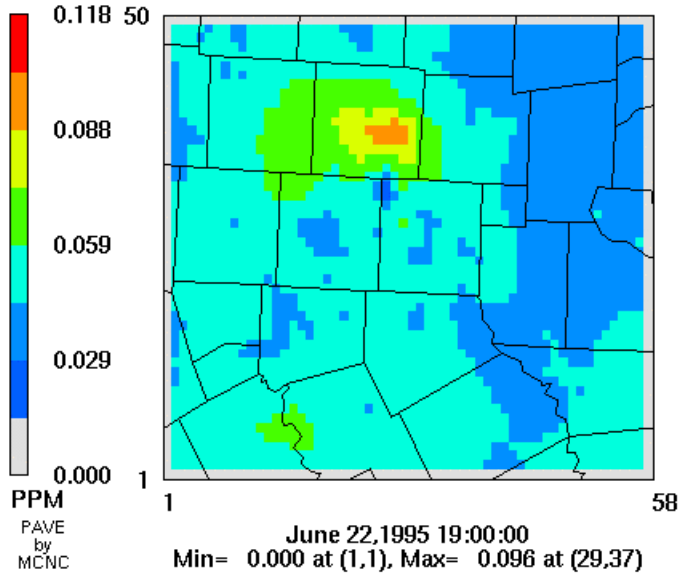 0.118
0.088
0.059
0.029
0.000
PPM
PAVE
by
MCNC
50
1
1
58
June 22,1995 19:00:00
Min= 0.000 at (1,1), Max= 0.096 at (29,37)